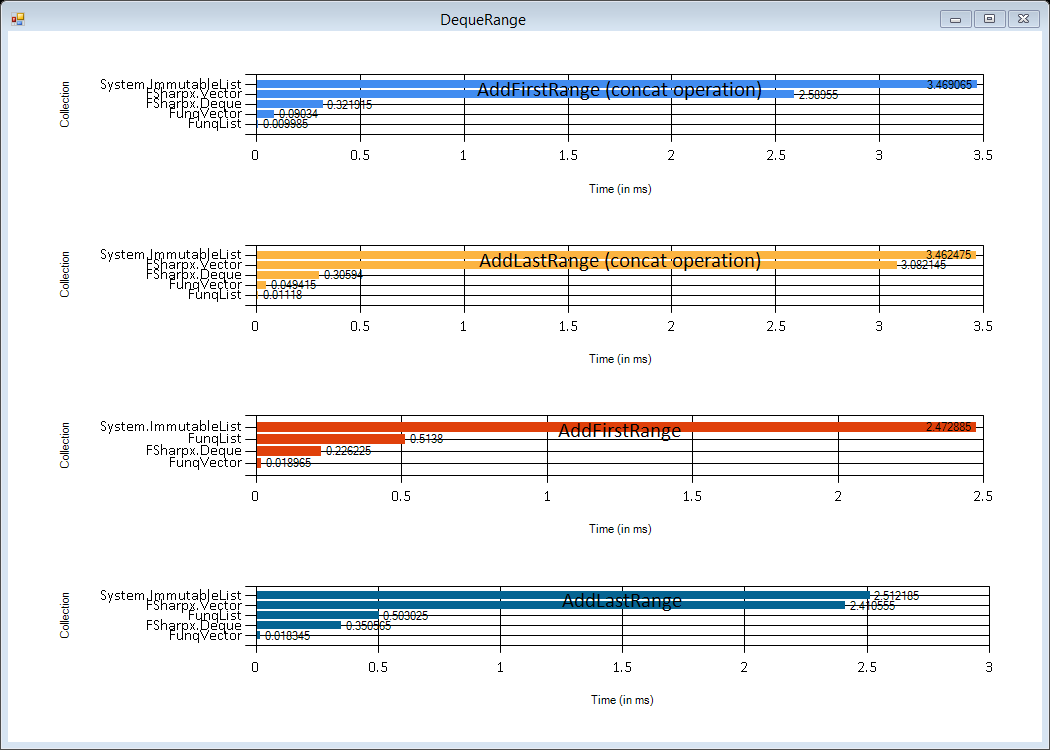 DequeRange
AddFirstRange (concat operation)
Collection
System.ImmutableList 3.469065
FSharpx.Vector 2.58955
FSharpx.Deque 0.321915
FunqVector 0.09034
FunqList 0.009985
0 0.5 1 1.5 2 2.5 3 3.5
Time (in ms)
AddLastRange (concat operation)
Collection
System.ImmutableList 3.462475
FSharpx.Vector 3.082145
FSharpx.Deque 0.30594
FunqVector 0.049415
FunqList 0.01118
0 0.5 1 1.5 2 2.5 3 3.5
Time (in ms)
AddFirstRange
Collection
System.ImmutableList 2.472885
FunqList 0.5138
FSharpx.Deque 0.226225
FunqVector 0.018965
0 0.5 1 1.5 2 2.5
Time (in ms)
AddLastRange
Collection
System.ImmutableList 2.512185
FSharpx.Vector 2.410555
FunqList 0.503025
FSharpx.Deque 0.350565
FunqVector 0.018345
0 0.5 1 1.5 2 2.5 3
Time (in ms)